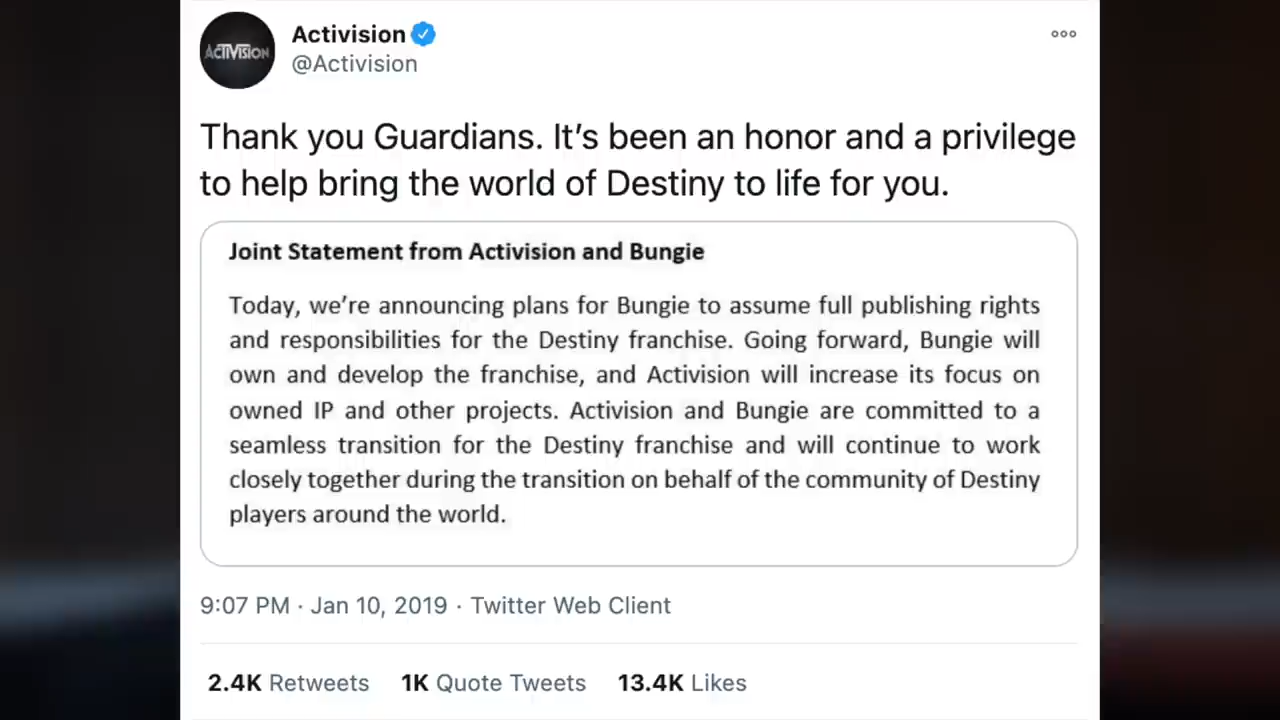 ACTIVISION
Activision
@Activision
Thank you Guardians. It's been an honor and a privilege
to help bring the world of Destiny to life for you.
Joint Statement from Activision and Bungie
Today, we're announcing plans for Bungie to assume full publishing rights
and responsibilities for the Destiny franchise. Going forward, Bungie will
own and develop the franchise, and Activision will increase its focus on
owned IP and other projects. Activision and Bungie are committed to a
seamless transition for the Destiny franchise and will continue to work
closely together during the transition on behalf of the community of Destiny
players around the world.
9:07 PM · Jan 10, 2019 · Twitter Web Client
2.4K Retweets 1K Quote Tweets 13.4K Likes